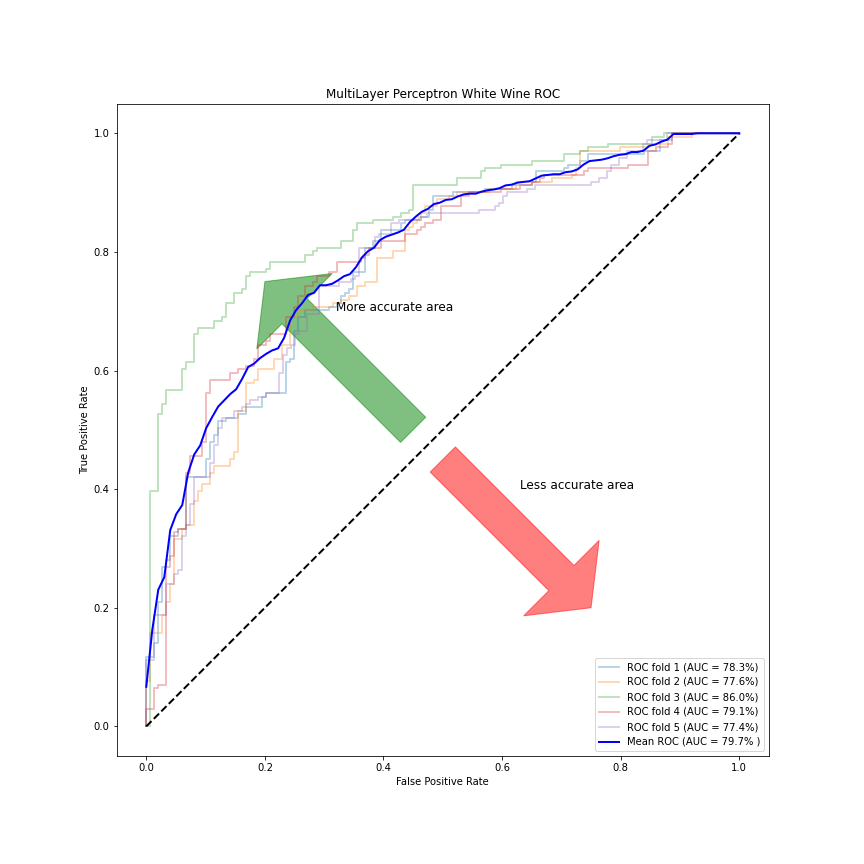 MultiLayer Perceptron White Wine ROC
1.0
0.8
0.6
0.4
0.2
0.0
True Positive Rate
More accurate area
Less accurate area
ROC fold 1 (AUC = 78.3%)
ROC fold 2 (AUC = 77.6%)
ROC fold 3 (AUC = 86.0%)
ROC fold 4 (AUC = 79.1%)
ROC fold 5 (AUC = 77.4%)
Mean ROC (AUC = 79.7% )
0.0 0.2 0.4 0.6 0.8 1.0
False Positive Rate